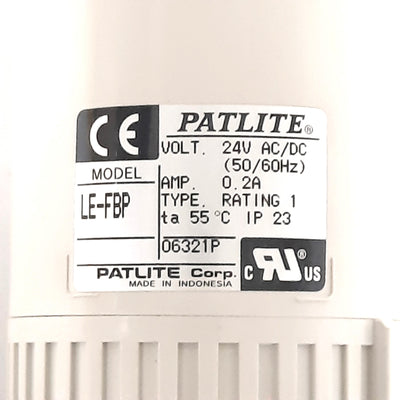 CE
PATLITE®
MODEL
LE-FBP
VOLT. 24V AC/DC
(50/60Hz)
AMP. 0.2A
TYPE. RATING 1
ta 55°C IP 23
06321P
PATLITE Corp.
MADE IN INDONESIA
C RU US